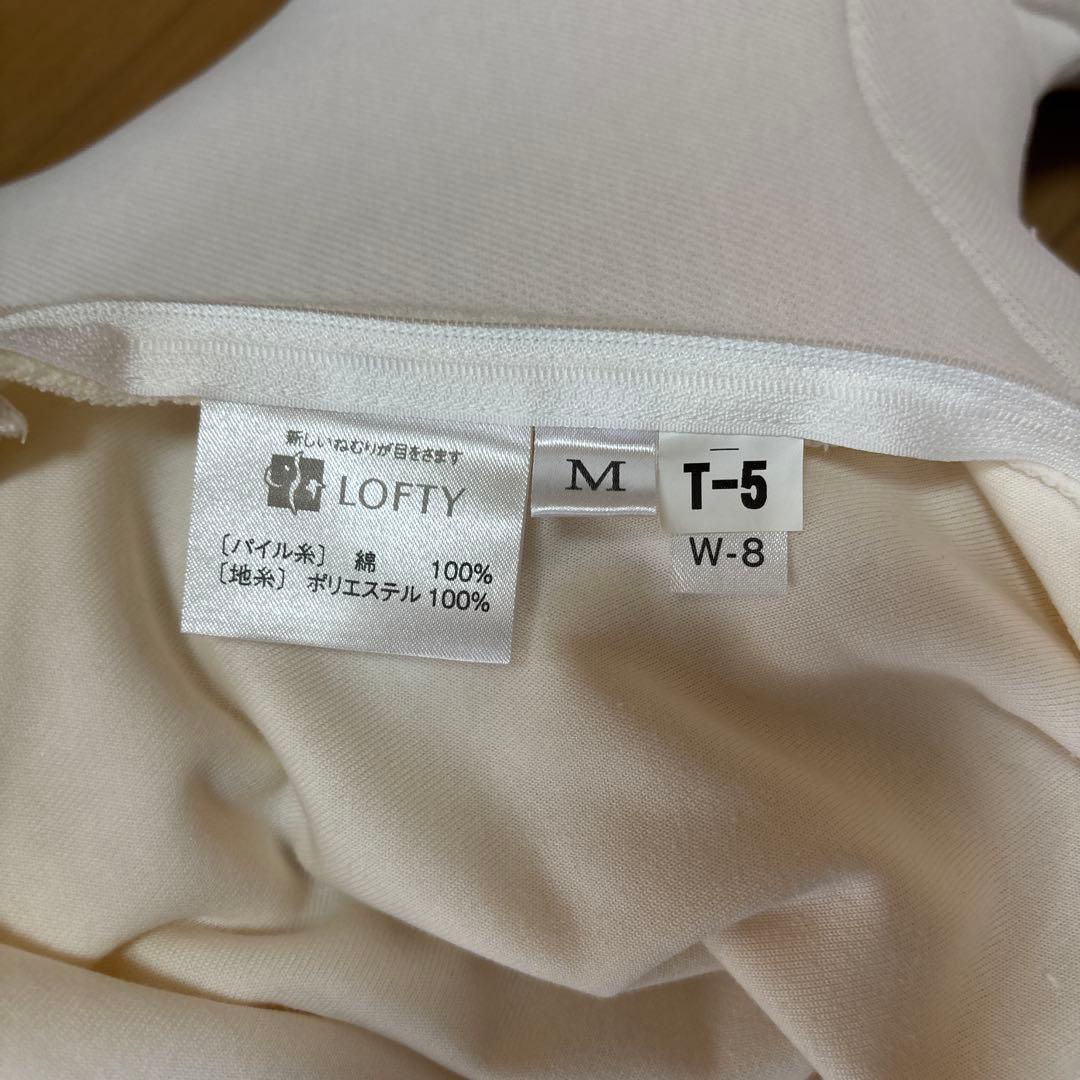 新しいねむりが目をさます
LOFTY
〔パイル糸〕 綿 100%
〔地糸〕 ポリエステル 100%
M
T-5
W-8